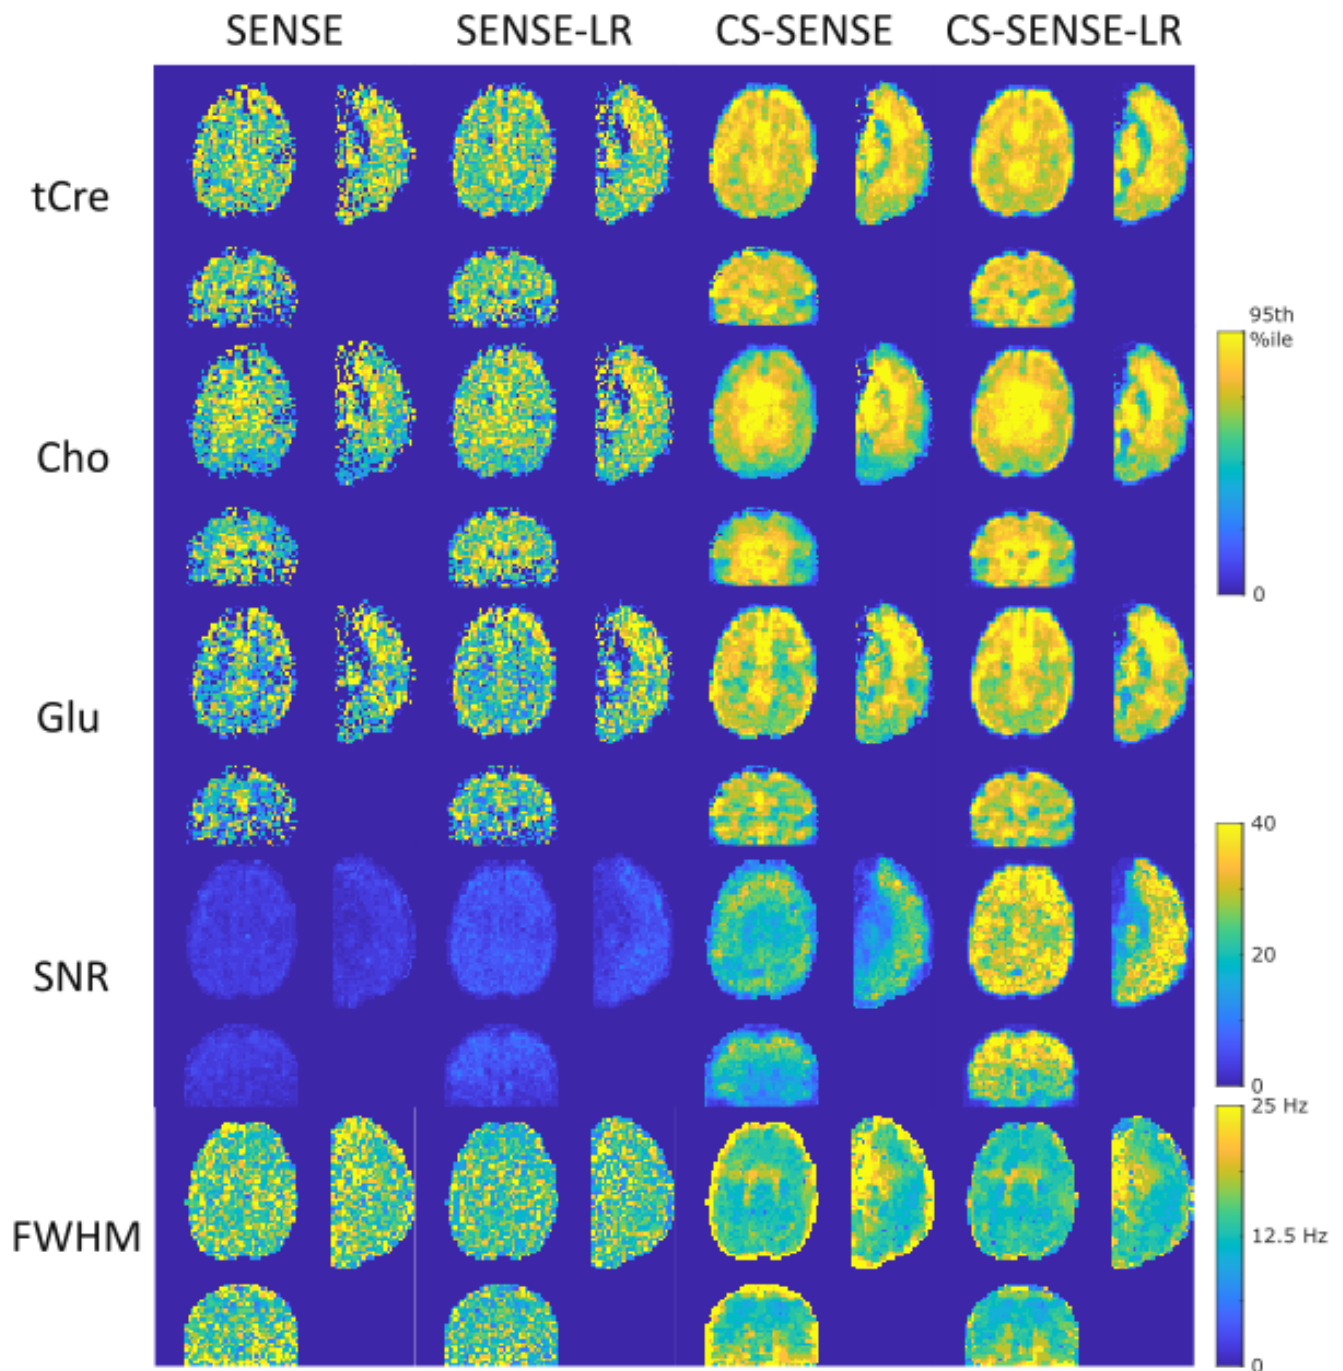 SENSE SENSE-LR CS-SENSE CS-SENSE-LR
tCre
95th
%ile
Cho
0
Glu
40
SNR
20
0
25 Hz
FWHM
12.5 Hz
0